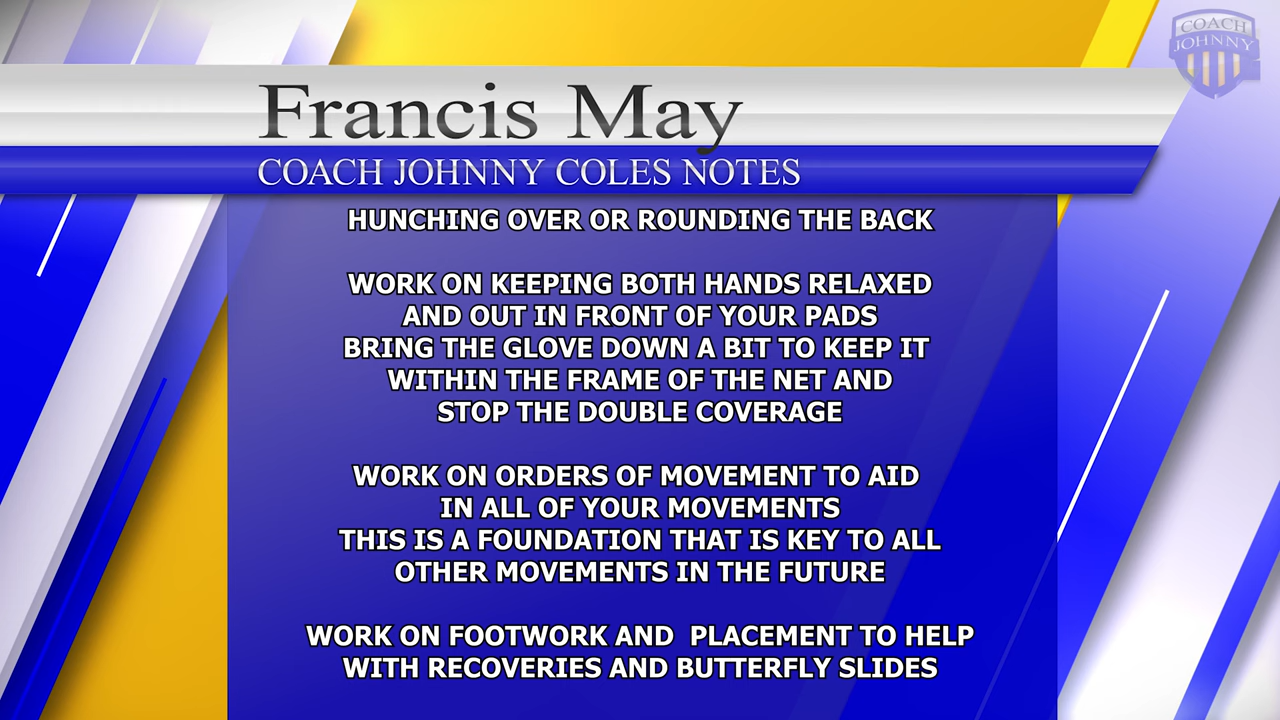 COACH
JOHNNY
Francis May
COACH JOHNNY COLES NOTES
HUNCHING OVER OR ROUNDING THE BACK
WORK ON KEEPING BOTH HANDS RELAXED
AND OUT IN FRONT OF YOUR PADS
BRING THE GLOVE DOWN A BIT TO KEEP IT
WITHIN THE FRAME OF THE NET AND
STOP THE DOUBLE COVERAGE
WORK ON ORDERS OF MOVEMENT TO AID
IN ALL OF YOUR MOVEMENTS
THIS IS A FOUNDATION THAT IS KEY TO ALL
OTHER MOVEMENTS IN THE FUTURE
WORK ON FOOTWORK AND  PLACEMENT TO HELP
WITH RECOVERIES AND BUTTERFLY SLIDES